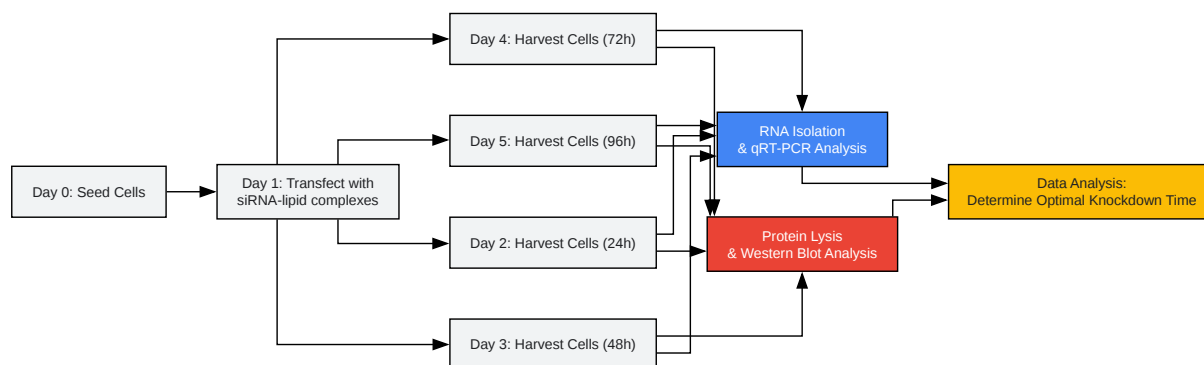 Day 0: Seed Cells
Day 1: Transfect with
siRNA-lipid complexes
Day 4: Harvest Cells (72h)
Day 5: Harvest Cells (96h)
Day 2: Harvest Cells (24h)
Day 3: Harvest Cells (48h)
RNA Isolation
& qRT-PCR Analysis
Protein Lysis
& Western Blot Analysis
Data Analysis:
Determine Optimal Knockdown Time